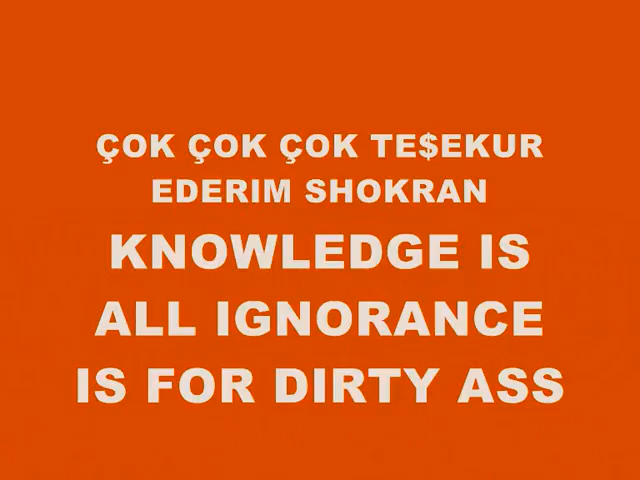 ÇOK ÇOK ÇOK TE$EKUR
EDERIM SHOKRAN
KNOWLEDGE IS
ALL IGNORANCE
IS FOR DIRTY ASS